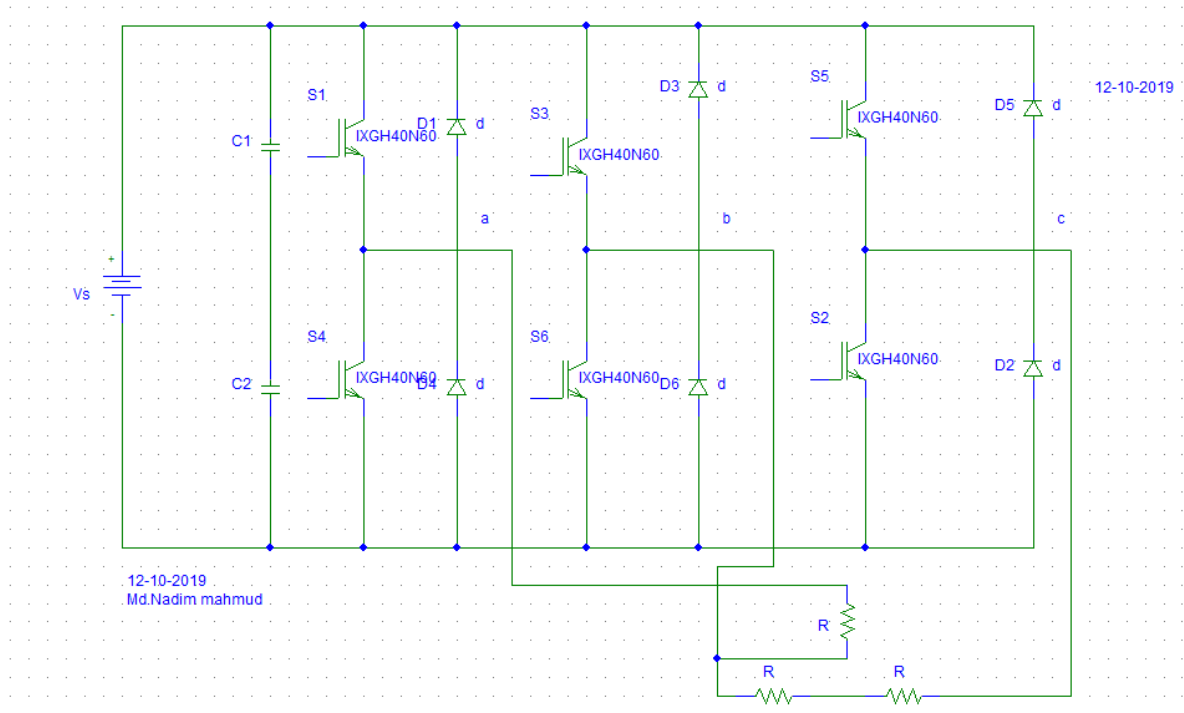 S5
D3
d
12-10-2019
S1
D5
d
S3
D1
d
IXGH40N60
IXGH40N60
C1
IXGH40N60
a
b
c
+
Vs
-
S4
S6
S2
IXGH40N60
D2
d
C2
IXGH40N60
D4
d
IXGH40N60
D6
d
12-10-2019
Md.Nadim mahmud
R
R
R